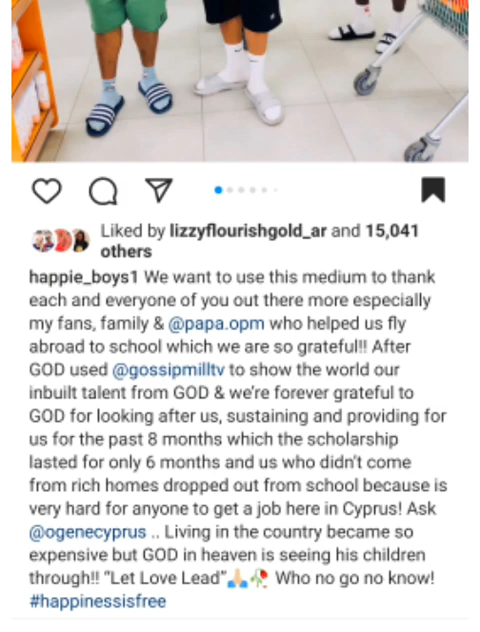 Liked by lizzyflourishgold_ar and 15,041
others
happie_boys1 We want to use this medium to thank
each and everyone of you out there more especially
my fans, family & @papa.opm who helped us fly
abroad to school which we are so grateful!! After
GOD used @gossipmilltv to show the world our
inbuilt talent from GOD & we're forever grateful to
GOD for looking after us, sustaining and providing for
us for the past 8 months which the scholarship
lasted for only 6 months and us who didn't come
from rich homes dropped out from school because is
very hard for anyone to get a job here in Cyprus! Ask
@ogenecyprus .. Living in the country became so
expensive but GOD in heaven is seeing his children
through!! “Let Love Lead”🙏🏼🥀 Who no go no know!
#happinessisfree